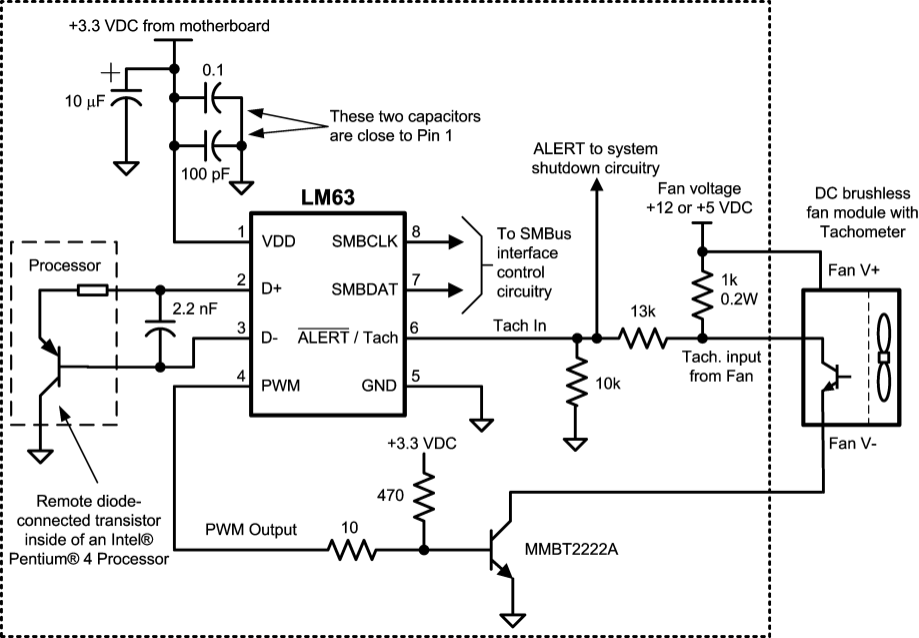 +3.3 VDC from motherboard
0.1
10 µF
These two capacitors
are close to Pin 1
100 pF
ALERT to system
shutdown circuitry
Fan voltage
+12 or +5 VDC
DC brushless
fan module with
Tachometer
LM63
1
VDD
SMBCLK
8
To SMBus
interface
control
circuitry
Processor
2
D+
SMBDAT
7
Fan V+
1k
0.2W
2.2 nF
13k
3
D-
ALERT / Tach
6
Tach In
Tach. input
from Fan
4
PWM
GND
5
10k
+3.3 VDC
Fan V-
470
Remote diode-
connected transistor
inside of an Intel®
Pentium® 4 Processor
PWM Output
10
MMBT2222A